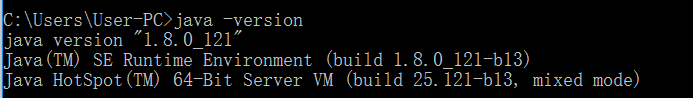 C:\Users\User-PC>java -version
java version "1.8.0_121"
Java(TM) SE Runtime Environment (build 1.8.0_121-b13)
Java HotSpot(TM) 64-Bit Server VM (build 25.121-b13, mixed mode)